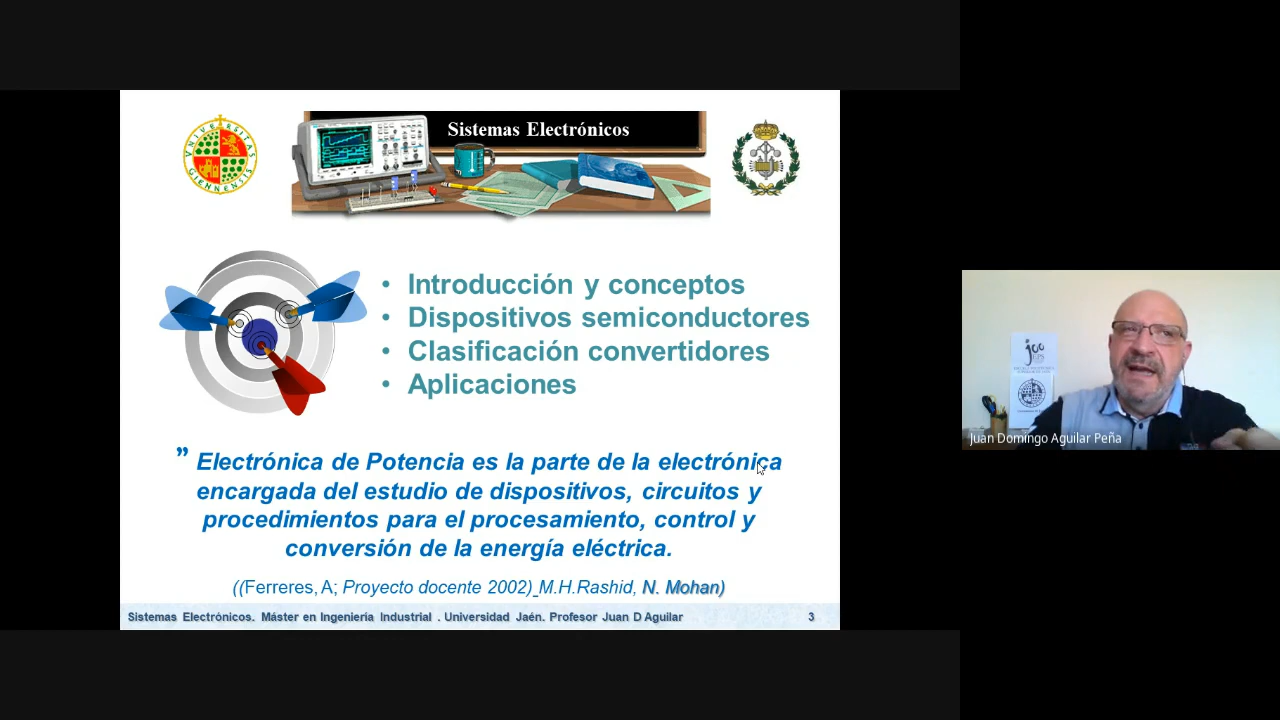 Sistemas Electrónicos
UNIVERSITAS GIENNENSIS
• Introducción y conceptos
• Dispositivos semiconductores
• Clasificación convertidores
• Aplicaciones
” Electrónica de Potencia es la parte de la electrónica
encargada del estudio de dispositivos, circuitos y
procedimientos para el procesamiento, control y
conversión de la energía eléctrica.
((Ferreres, A; Proyecto docente 2002) M.H.Rashid, N. Mohan)
Sistemas Electrónicos. Máster en Ingeniería Industrial . Universidad Jaén. Profesor Juan D Aguilar 3
Juan Domingo Aguilar Peña